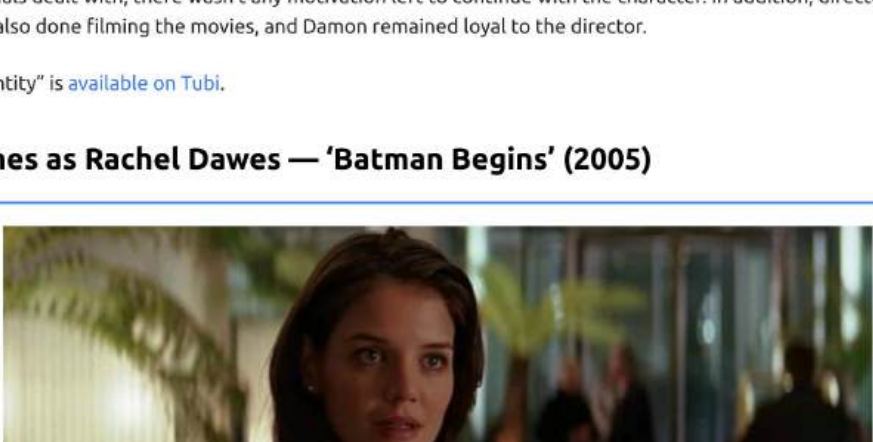 also done filming the movies, and Damon remained loyal to the director.
ntity” is available on Tubi.
nes as Rachel Dawes — ‘Batman Begins’ (2005)